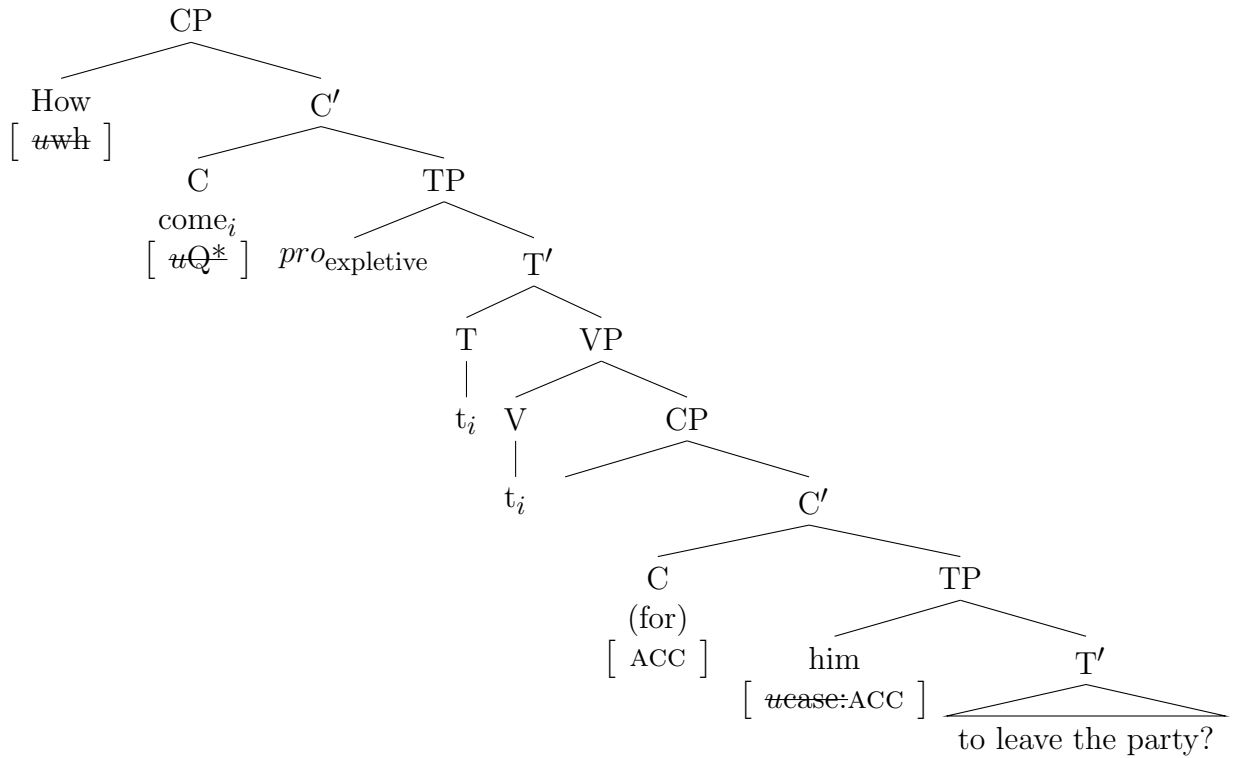 CP
How
[ uwh ]
C′
C
come_i
[ uQ* ]
TP
pro_expletive
T′
T
t_i
VP
V
t_i
CP
C′
C
(for)
[ ACC ]
TP
him
[ ucase:ACC ]
T′
to leave the party?